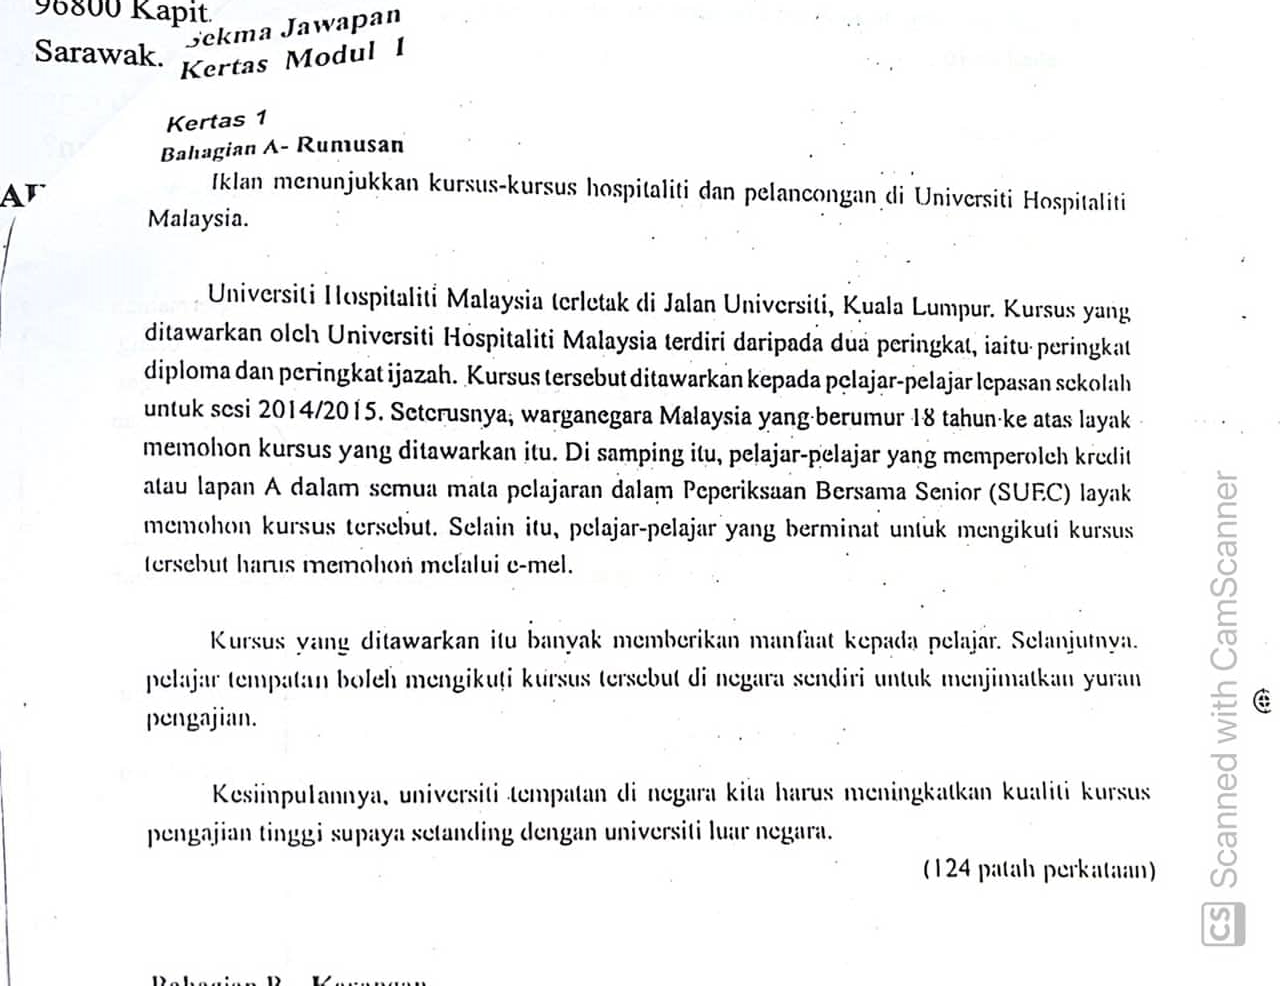 96800 Kapit.
Sarawak.
Sekma Jawapan
Kertas Modul 1
Kertas 1
Bahagian A- Rumusan
Iklan menunjukkan kursus-kursus hospitaliti dan pelancongan di Universiti Hospitaliti
Malaysia.
Universiti Hospitaliti Malaysia terletak di Jalan Universiti, Kuala Lumpur. Kursus yang
ditawarkan oleh Universiti Hospitaliti Malaysia terdiri daripada dua peringkat, iaitu peringkat
diploma dan peringkat ijazah. Kursus tersebut ditawarkan kepada pelajar-pelajar lepasan sekolah
untuk sesi 2014/2015. Seterusnya, warganegara Malaysia yang berumur 18 tahun ke atas layak
memohon kursus yang ditawarkan itu. Di samping itu, pelajar-pelajar yang memperoleh kredit
atau lapan A dalam semua mata pelajaran dalam Peperiksaan Bersama Senior (SUEC) layak
memohon kursus tersebut. Selain itu, pelajar-pelajar yang berminat untuk mengikuti kursus
tersebut harus memohon melalui e-mel.
Kursus yang ditawarkan itu banyak memberikan manfaat kepada pelajar. Selanjutnya.
pelajar tempatan boleh mengikuti kursus tersebut di negara sendiri untuk menjimatkan yuran
pengajian.
Kesiinpulannya, universiti tempatan di negara kita harus meningkatkan kualiti kursus
pengajian tinggi supaya setanding dengan universiti luar negara.
(124 patah perkataan)
Bahagian B Karangan
CS Scanned with CamScanner